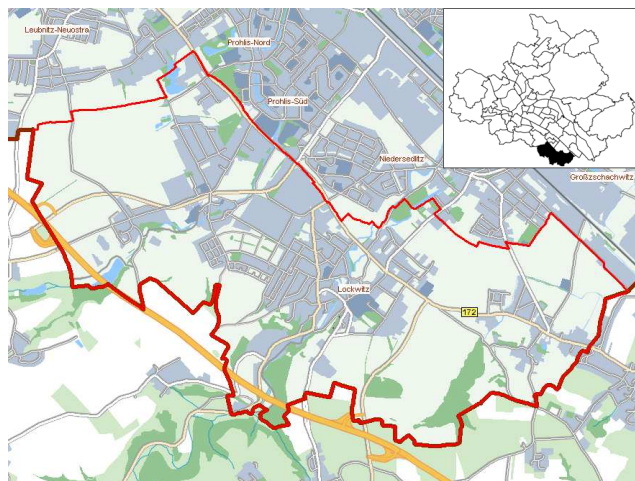 Leubnitz-Neuostra
Prohlis-Nord
Prohlis-Süd
Niedersedlitz
Großzschachwitz
Lockwitz
172